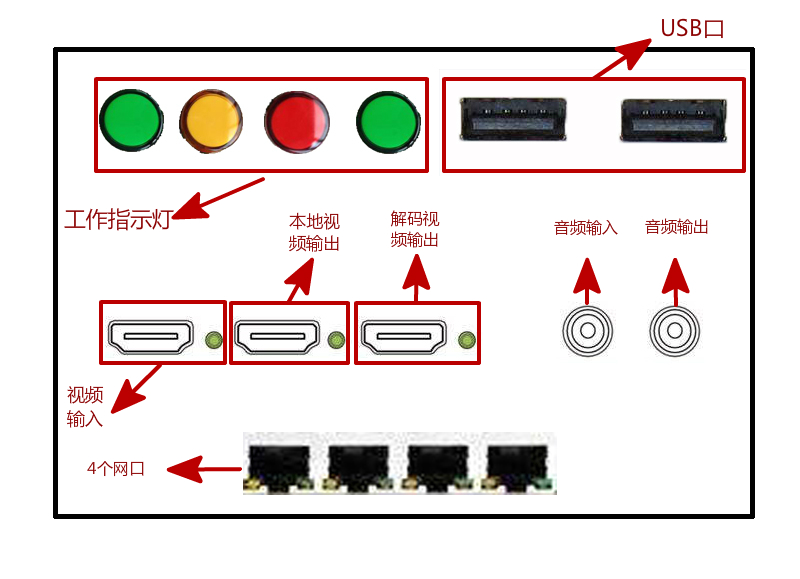 USB口
工作指示灯
本地视
频输出
解码视
频输出
音频输入
音频输出
视频
输入
4个网口